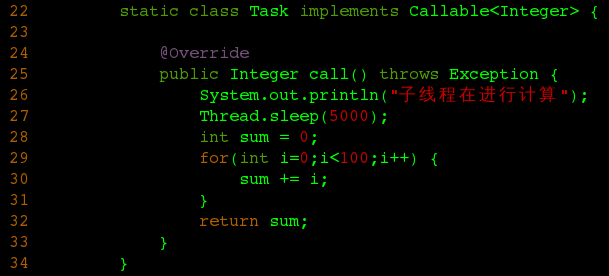 22         static class Task implements Callable<Integer> {
23
24             @Override
25             public Integer call() throws Exception {
26                 System.out.println("子线程在进行计算");
27                 Thread.sleep(5000);
28                 int sum = 0;
29                 for(int i=0;i<100;i++) {
30                     sum += i;
31                 }
32                 return sum;
33             }
34         }